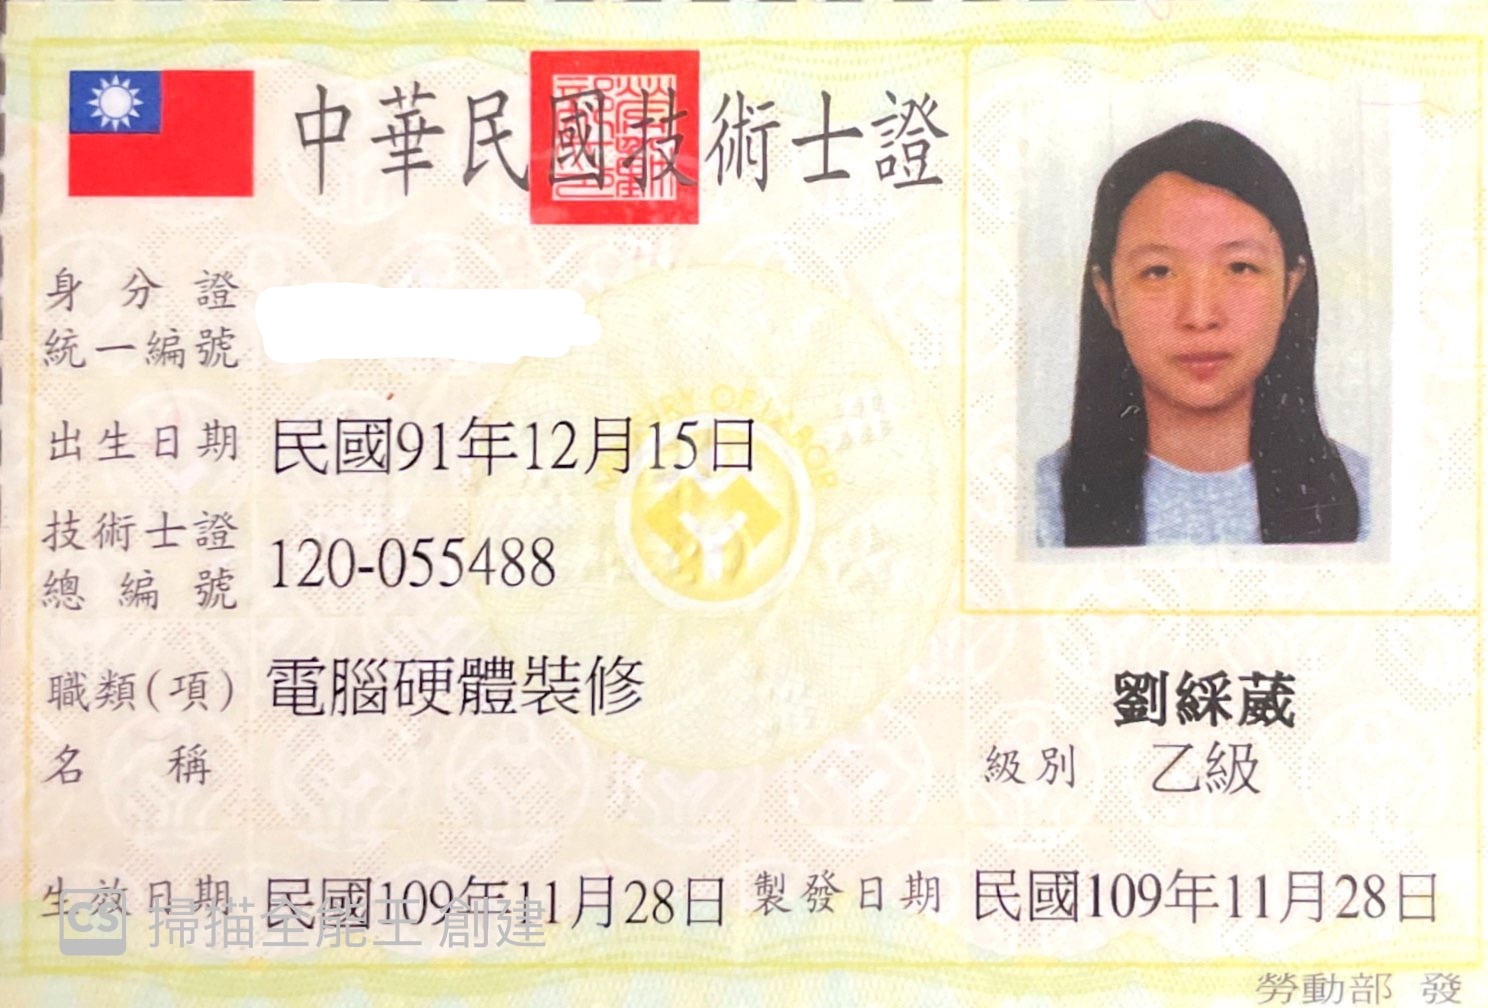 中華民國技術士證
身分證
統一編號
出生日期 民國91年12月15日
MINISTRY OF LABOR
技術士證
總編號 120-055488
職類(項) 電腦硬體裝修
名稱
劉綵葳
級別 乙級
生效日期 民國109年11月28日 製發日期 民國109年11月28日
CS 掃描全能王 創建
勞動部 發